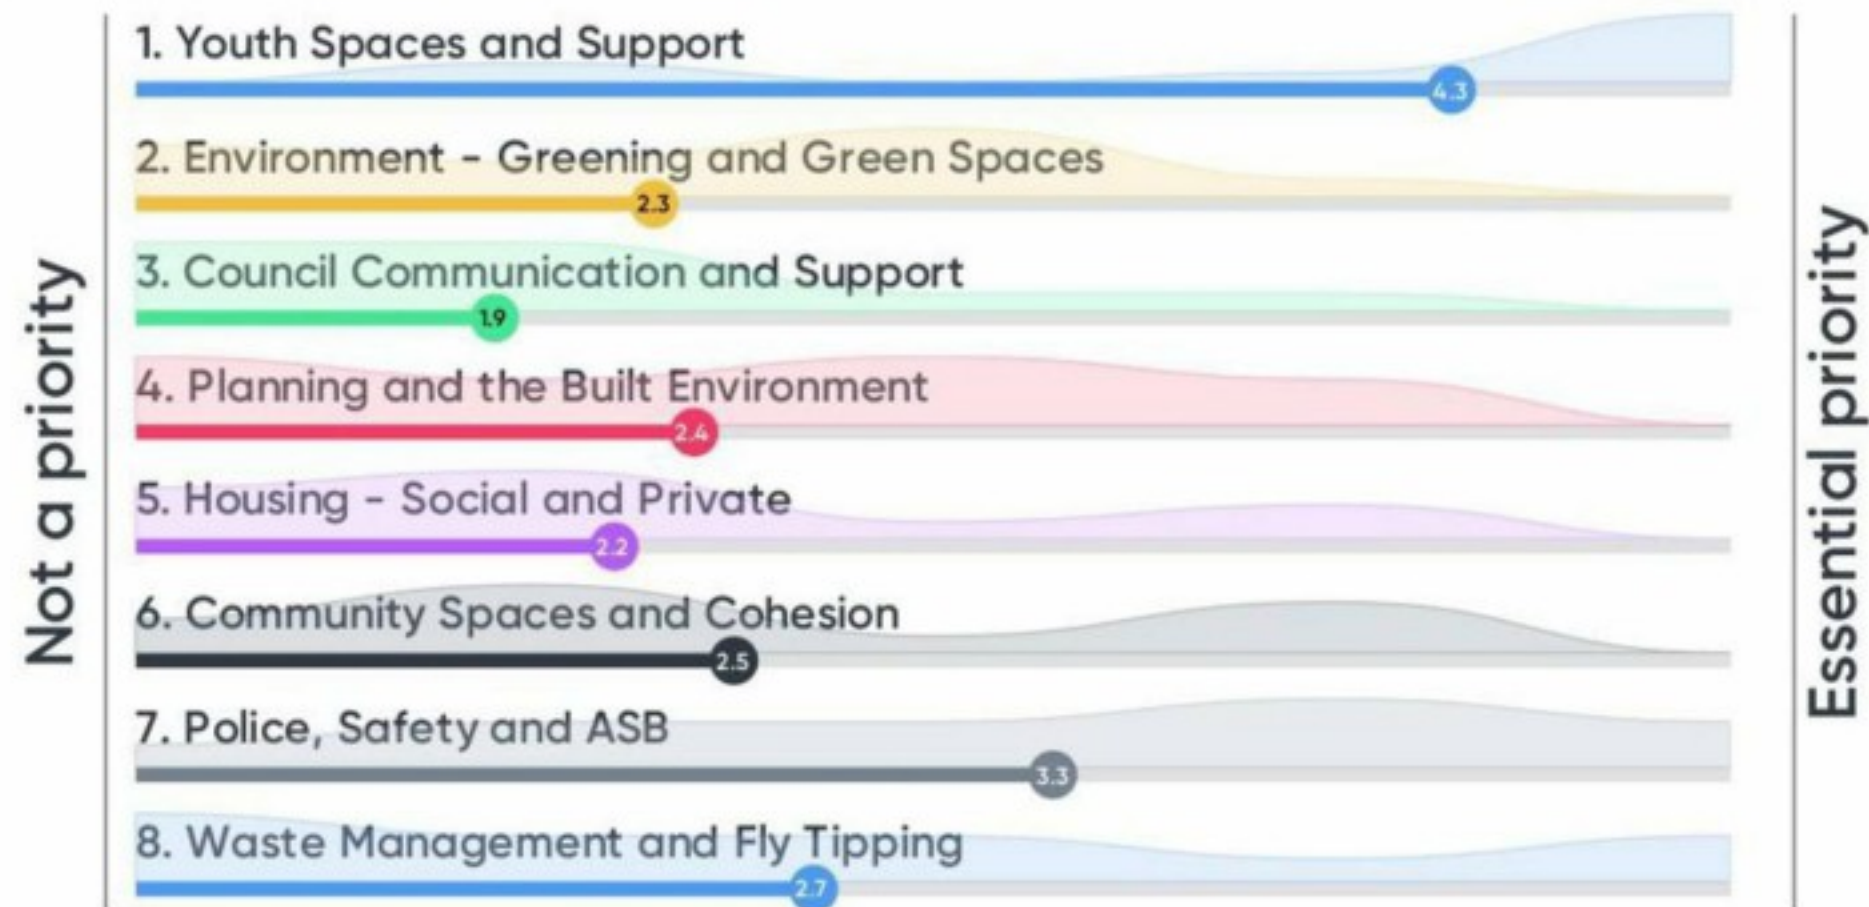 Not a priority
1. Youth Spaces and Support
4.3
2. Environment - Greening and Green Spaces
2.3
3. Council Communication and Support
1.9
4. Planning and the Built Environment
2.4
5. Housing - Social and Private
2.2
6. Community Spaces and Cohesion
2.5
7. Police, Safety and ASB
3.3
8. Waste Management and Fly Tipping
2.7
Essential priority